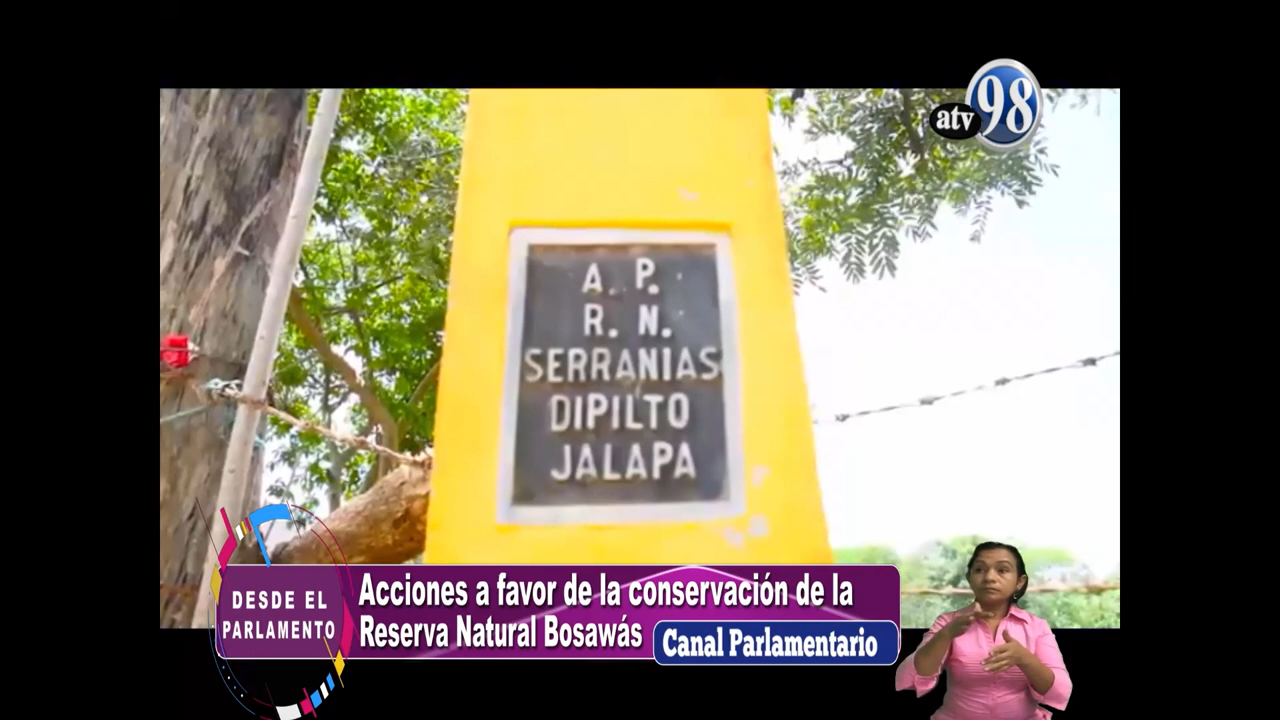 atv 98
A. P.
R. N.
SERRANIAS
DIPILTO
JALAPA
DESDE EL
PARLAMENTO
Acciones a favor de la conservación de la
Reserva Natural Bosawás
Canal Parlamentario